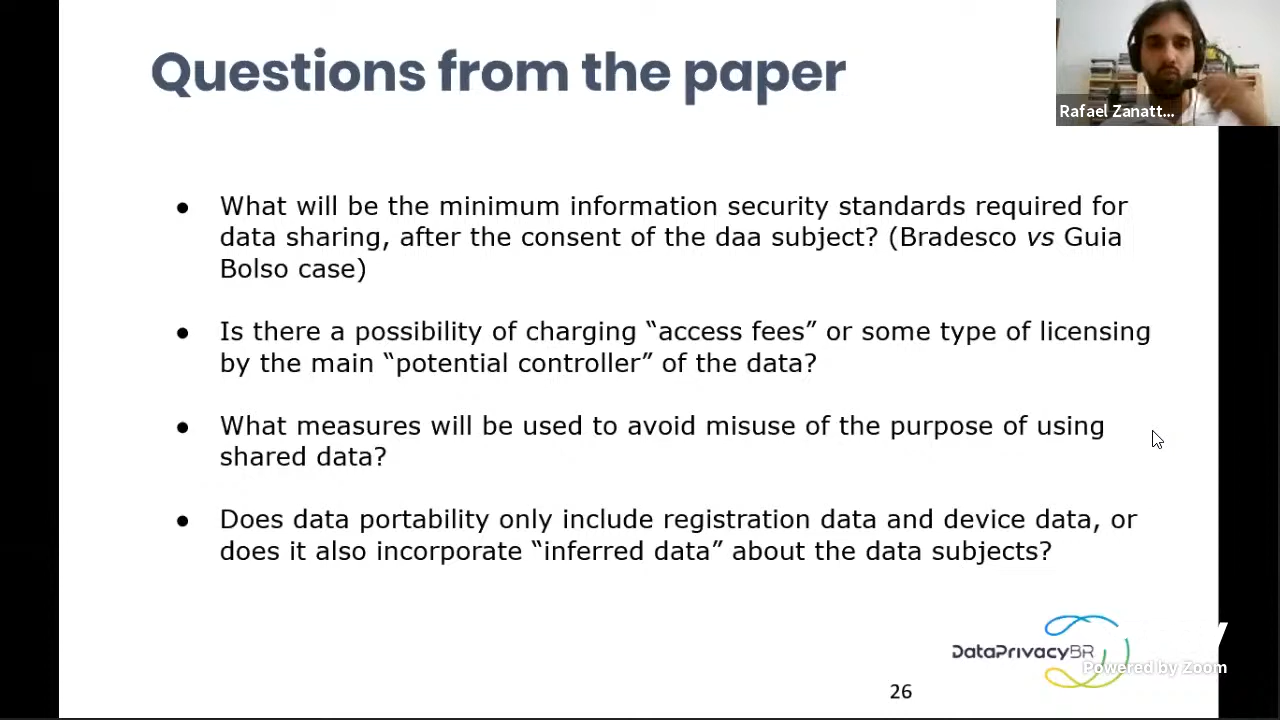 Questions from the paper
Rafael Zanatt...
● What will be the minimum information security standards required for
data sharing, after the consent of the daa subject? (Bradesco vs Guia
Bolso case)
● Is there a possibility of charging “access fees” or some type of licensing
by the main “potential controller” of the data?
● What measures will be used to avoid misuse of the purpose of using
shared data?
● Does data portability only include registration data and device data, or
does it also incorporate “inferred data” about the data subjects?
DataPrivacyBR
Powered by Zoom
26